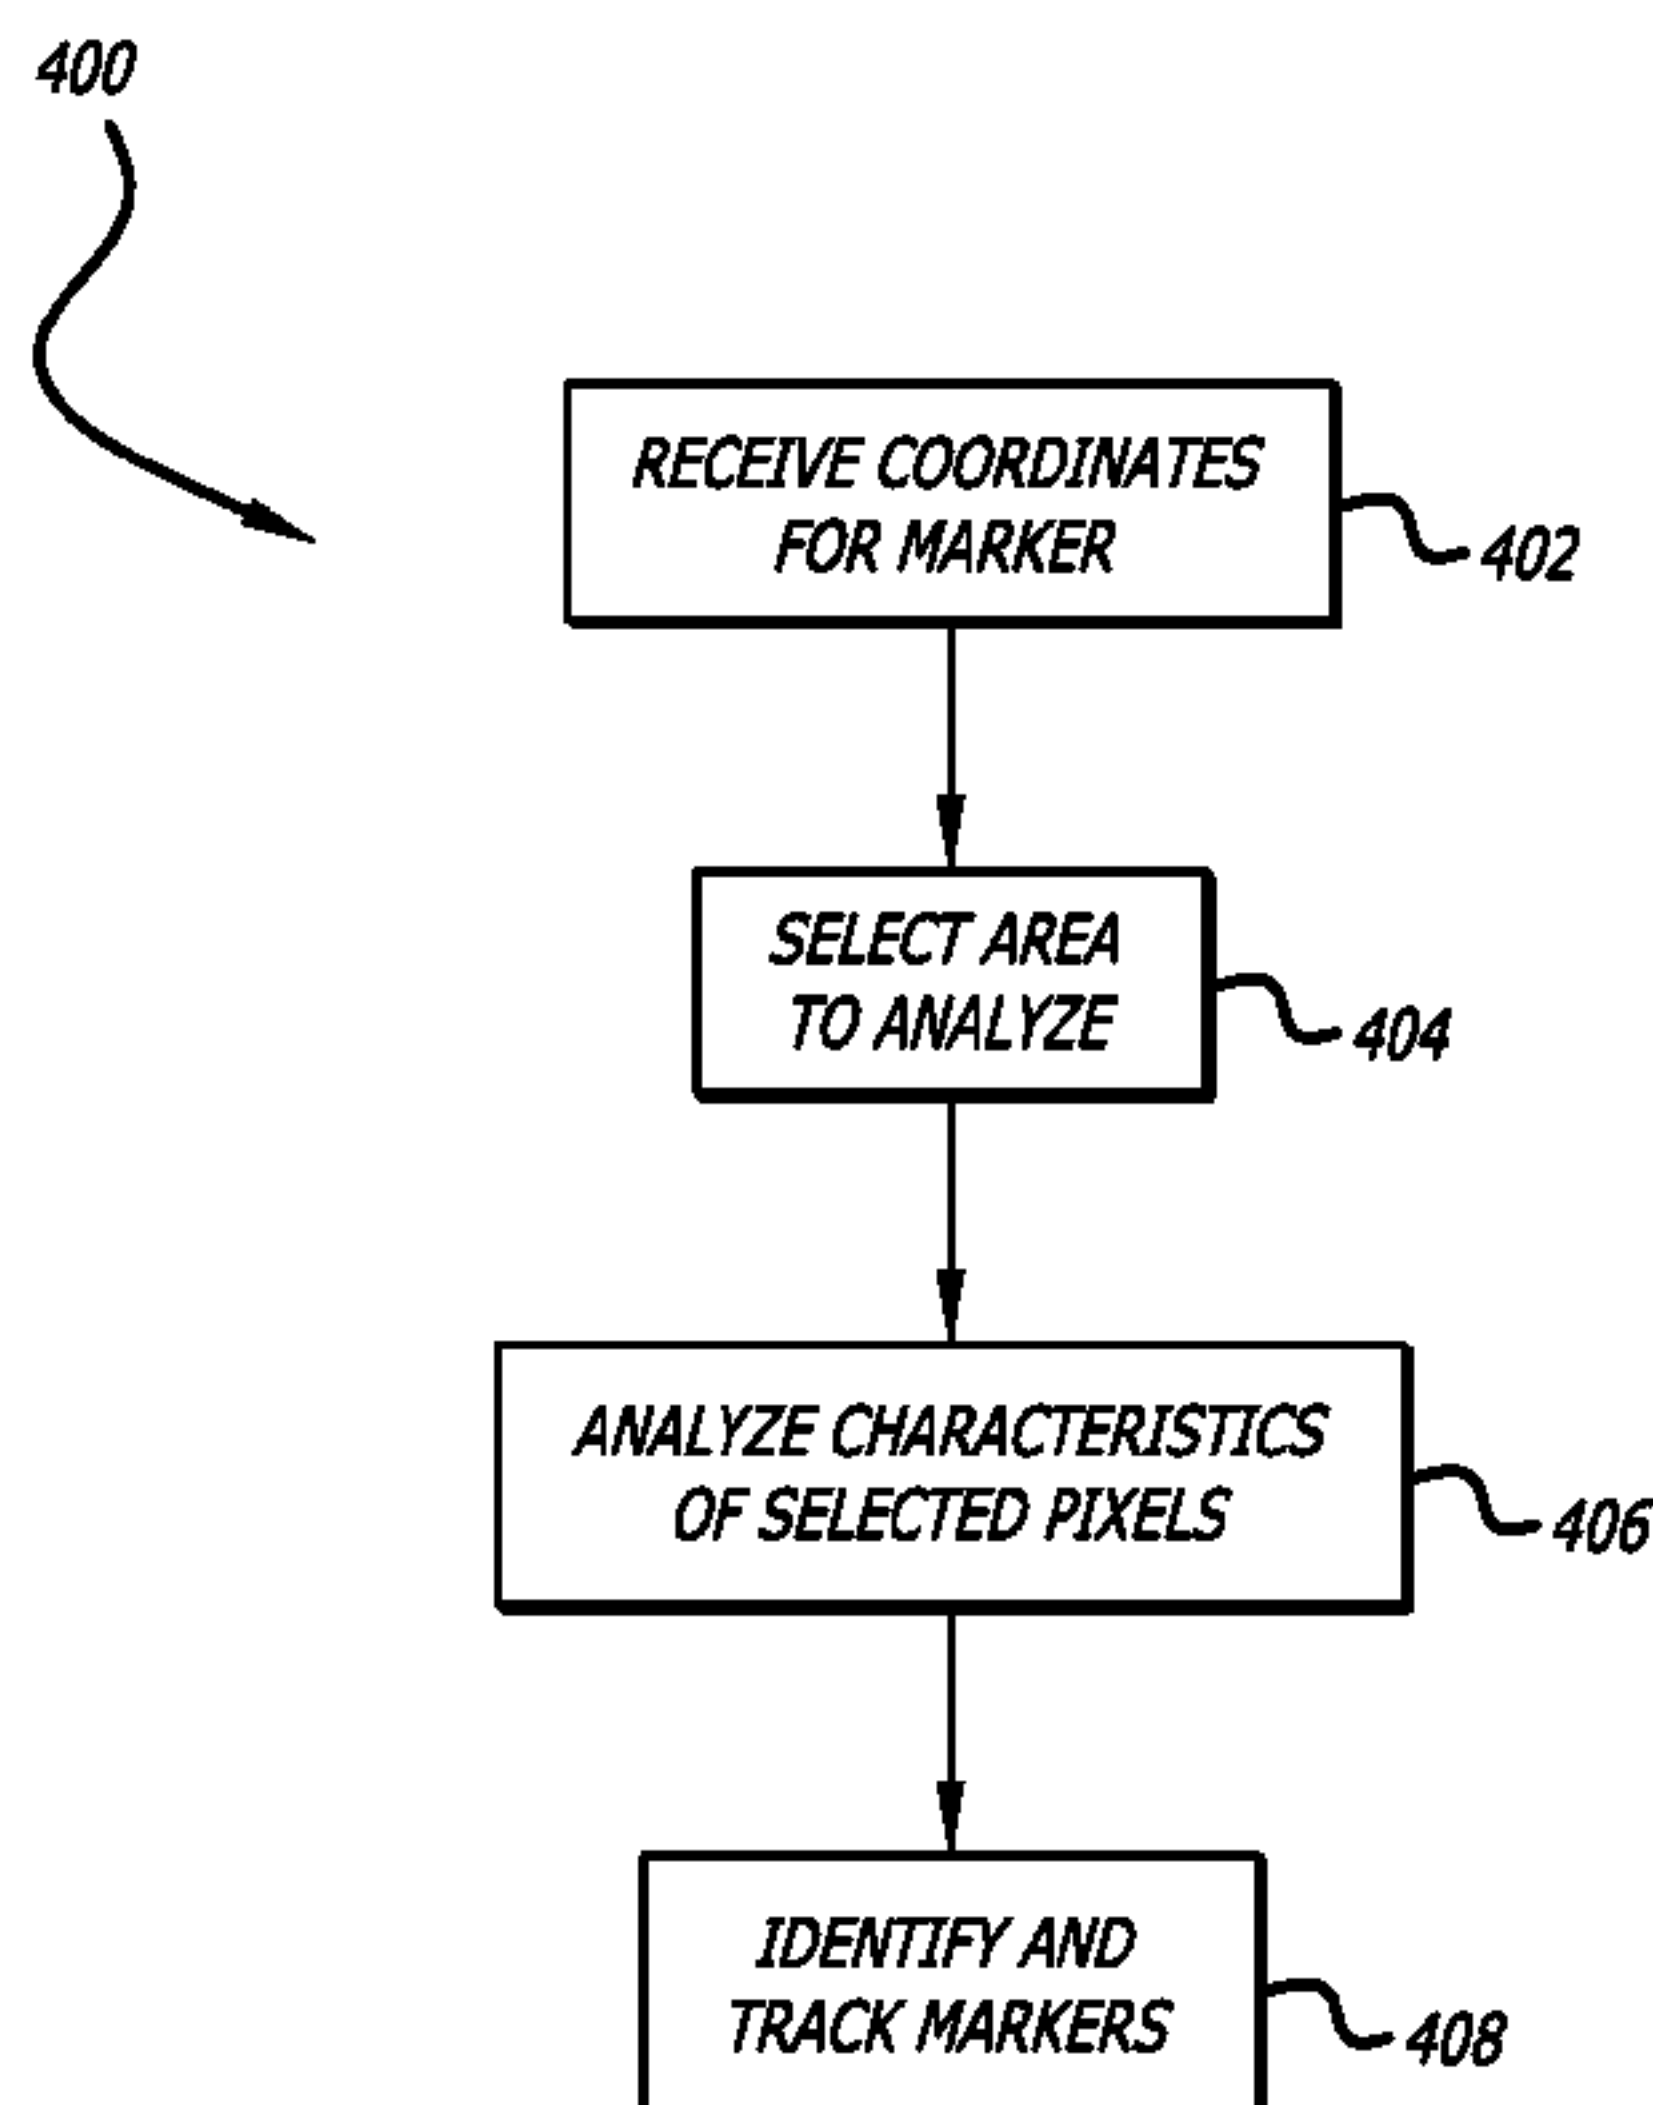 400
RECEIVE COORDINATES
FOR MARKER
402
SELECT AREA
TO ANALYZE
404
ANALYZE CHARACTERISTICS
OF SELECTED PIXELS
406
IDENTIFY AND
TRACK MARKERS
408